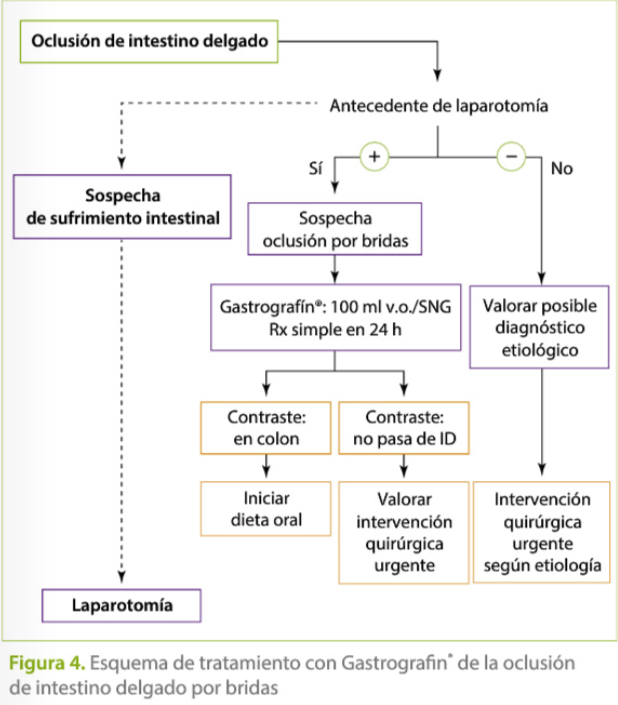 Oclusión de intestino delgado
Antecedente de laparotomía
Sí
+
−
No
Sospecha
de sufrimiento intestinal
Sospecha
oclusión por bridas
Gastrografín®: 100 ml v.o./SNG
Rx simple en 24 h
Valorar posible
diagnóstico
etiológico
Contraste:
en colon
Contraste:
no pasa de ID
Iniciar
dieta oral
Valorar
intervención
quirúrgica
urgente
Intervención
quirúrgica
urgente
según etiología
Laparotomía
Figura 4. Esquema de tratamiento con Gastrografin* de la oclusión
de intestino delgado por bridas